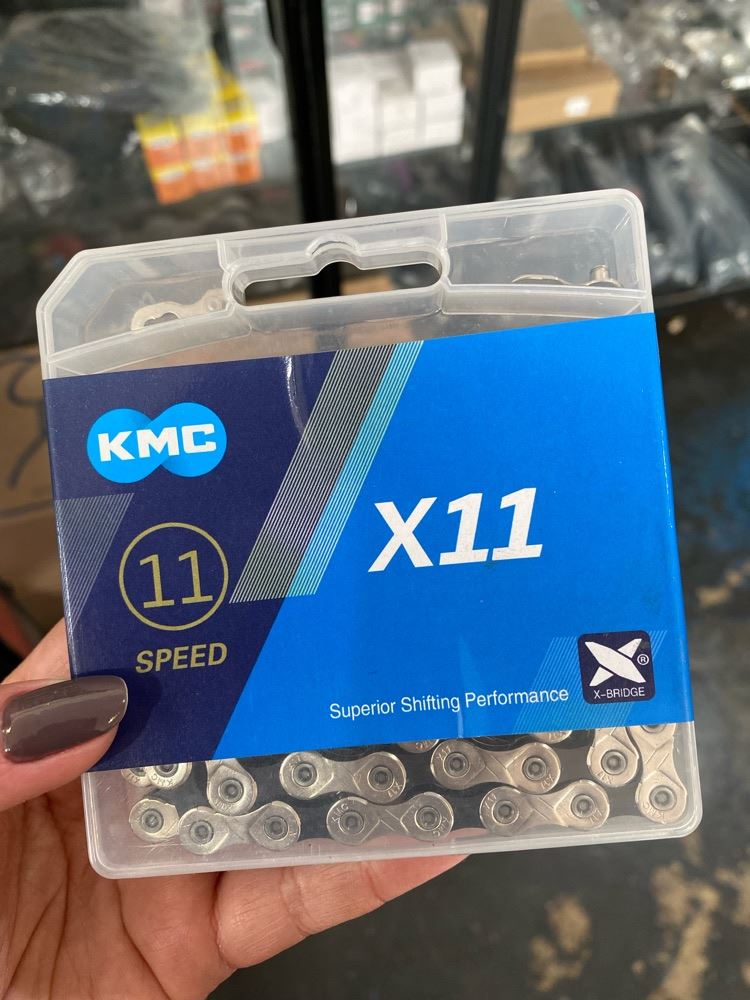 KMC
X11
11
SPEED
Superior Shifting Performance
X-BRIDGE
®